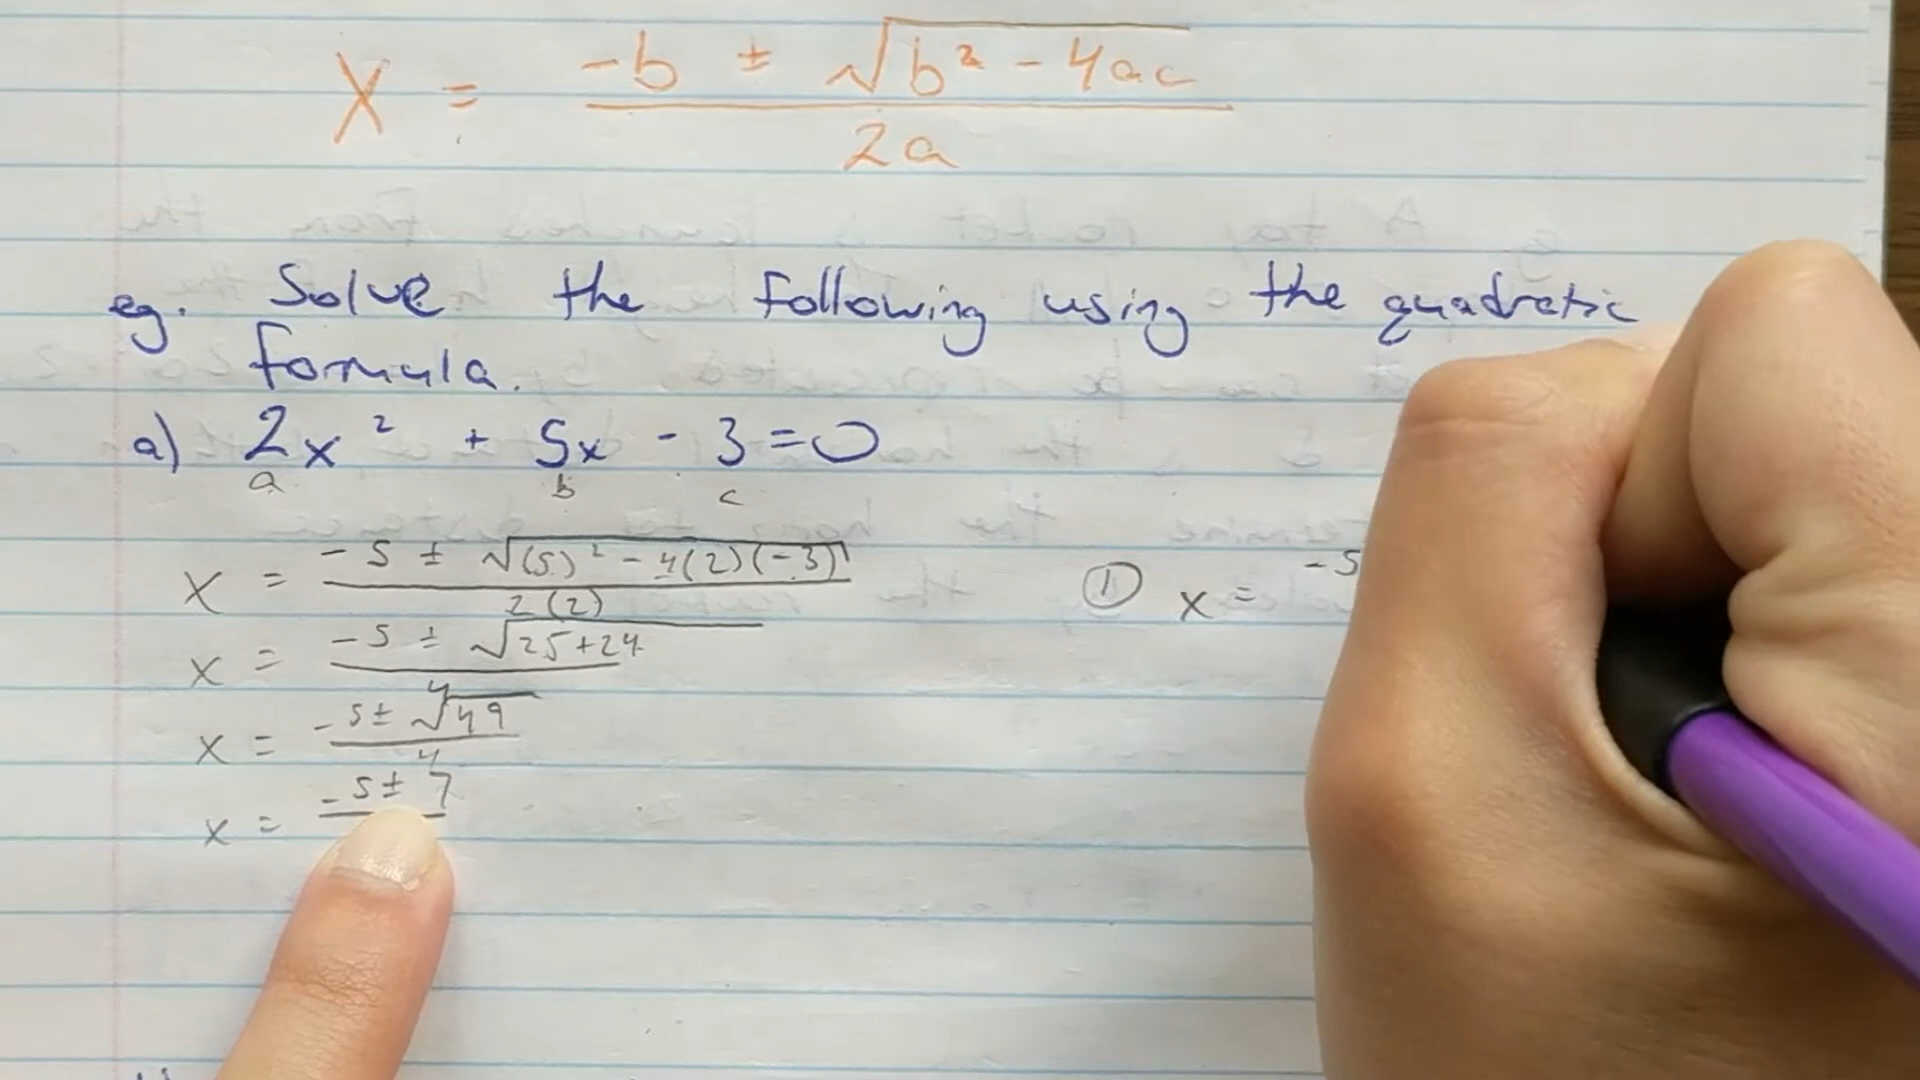 X = -b ± √b² - 4ac
2a
eg. Solve the following using the quadratic
formula.
a) 2x² + 5x - 3 = 0
a b c
x = -5 ± √(5)² - 4(2)(-3)
2(2)
x = -5 ± √25+24
4
x = -5 ± √49
4
x = -5 ± 7
① x = -5